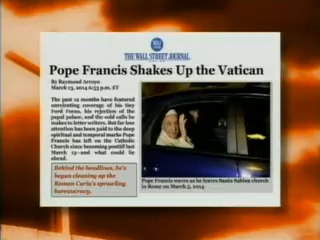 THE WALL STREET JOURNAL
Pope Francis Shakes Up the Vatican
By Raymond Arroyo
March 13, 2014 6:33 p.m. ET
The past 12 months have featured
unrelenting coverage of his tiny
Ford Focus, his rejection of the
papal palace, and the cold calls he
makes to letter writers. But far less
attention has been paid to the deep
spiritual and temporal marks Pope
Francis has left on the Catholic
Church since becoming pontiff last
March 13—and what could lie
ahead.
Behind the headlines, he's
begun cleaning up the
Roman Curia's sprawling
bureaucracy.
Pope Francis waves as he leaves Santa Sabina church
in Rome on March 5, 2014